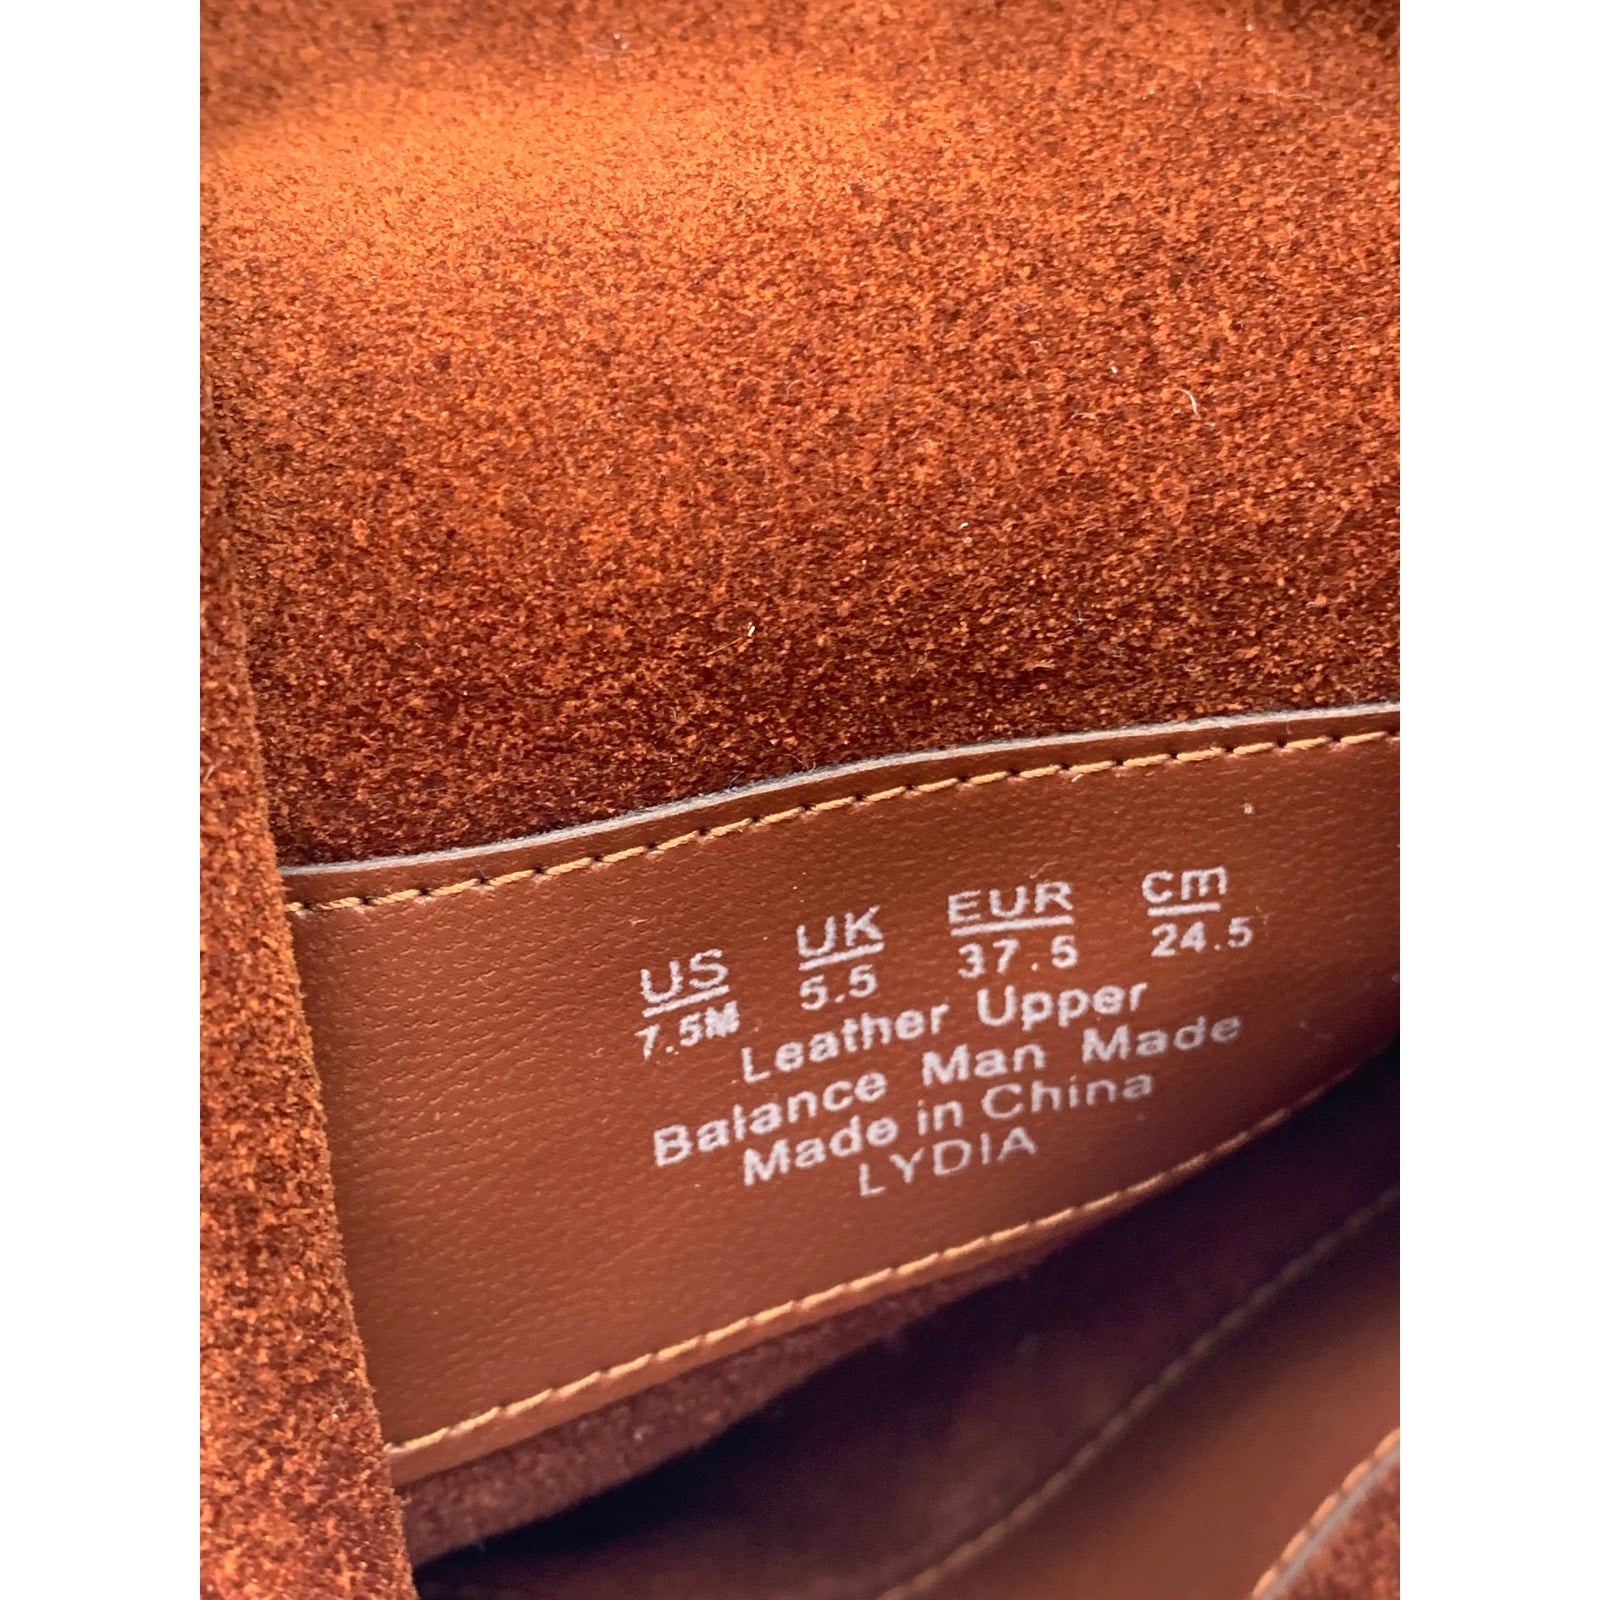 US UK EUR cm
7.5M 5.5 37.5 24.5
Leather Upper
Balance Man Made
Made in China
LYDIA